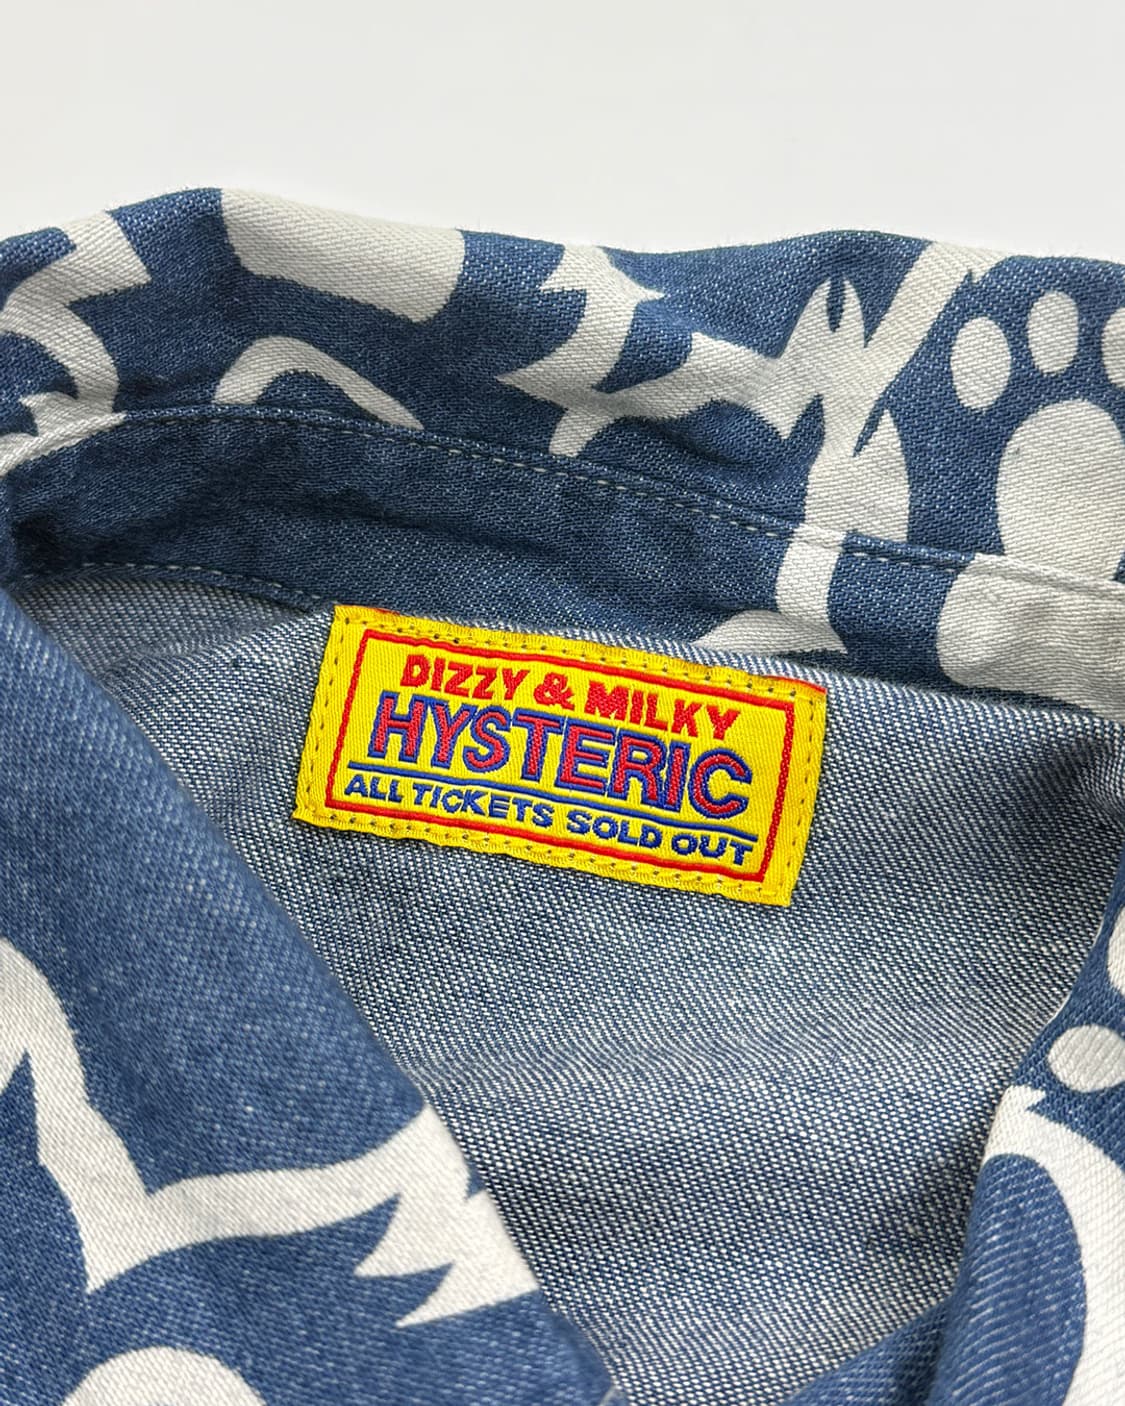 DIZZY & MILKY
HYSTERIC
ALL TICKETS SOLD OUT